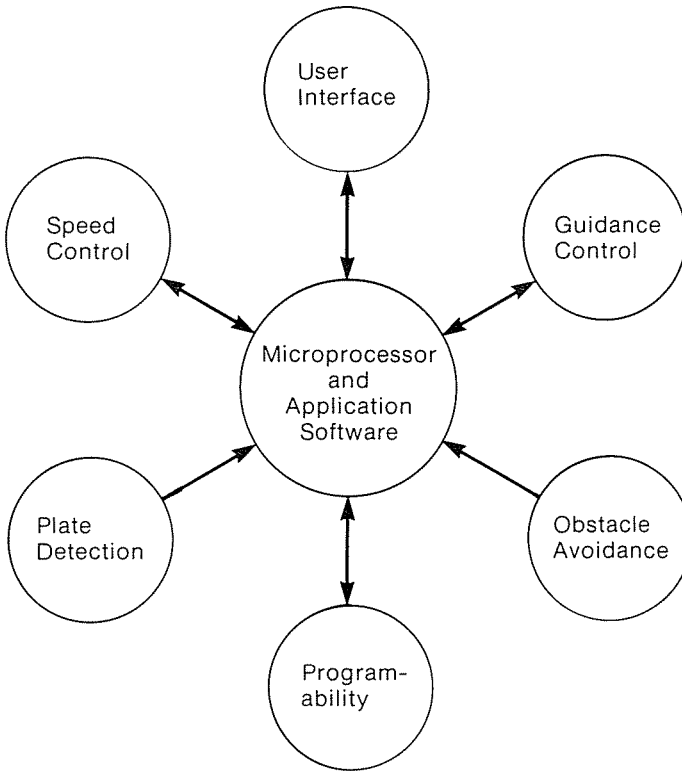 User
Interface
Speed
Control
Guidance
Control
Microprocessor
and
Application
Software
Plate
Detection
Obstacle
Avoidance
Program-
ability